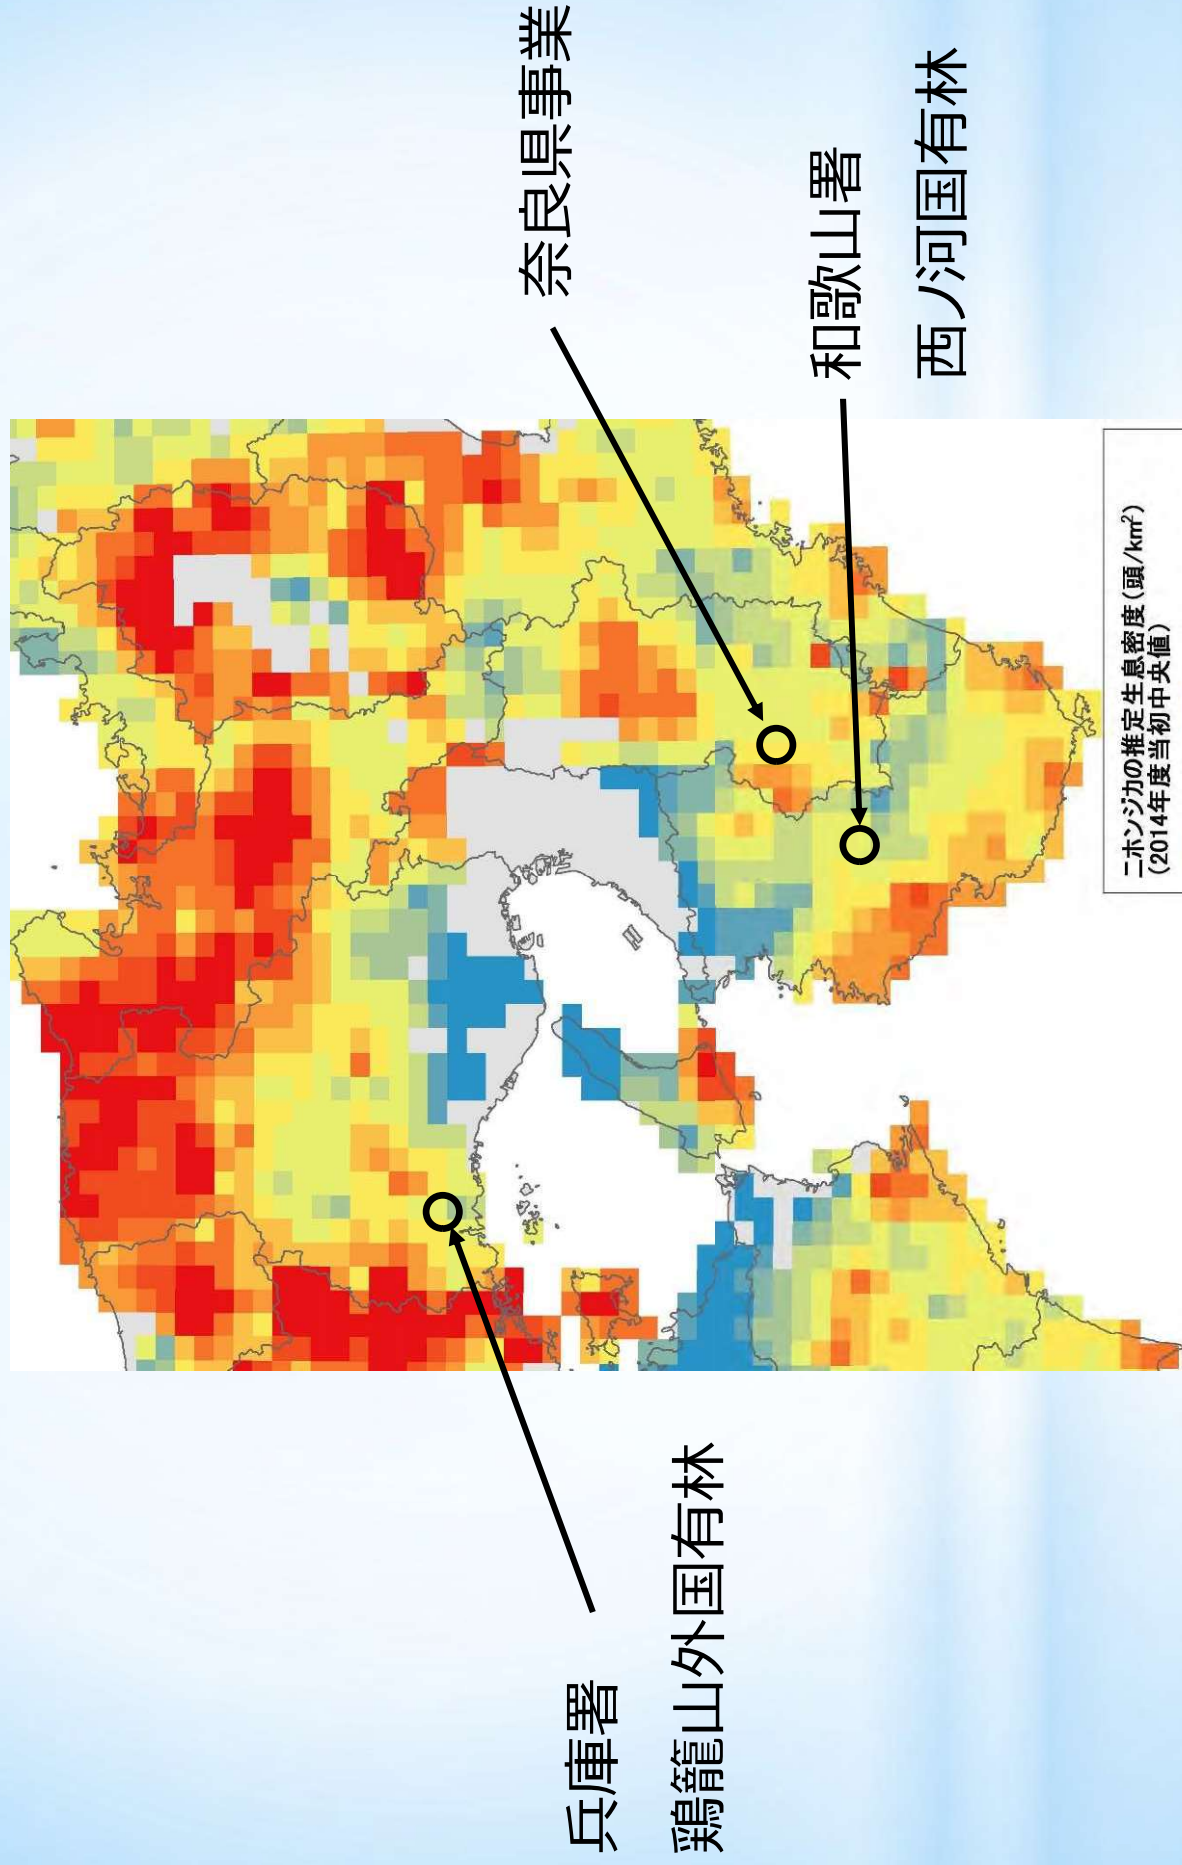 兵庫署
鶏籠山外国有林
奈良県事業
和歌山署
西ノ河国有林
ニホンジカの推定生息密度(頭/km²)
(2014年度当初中央値)